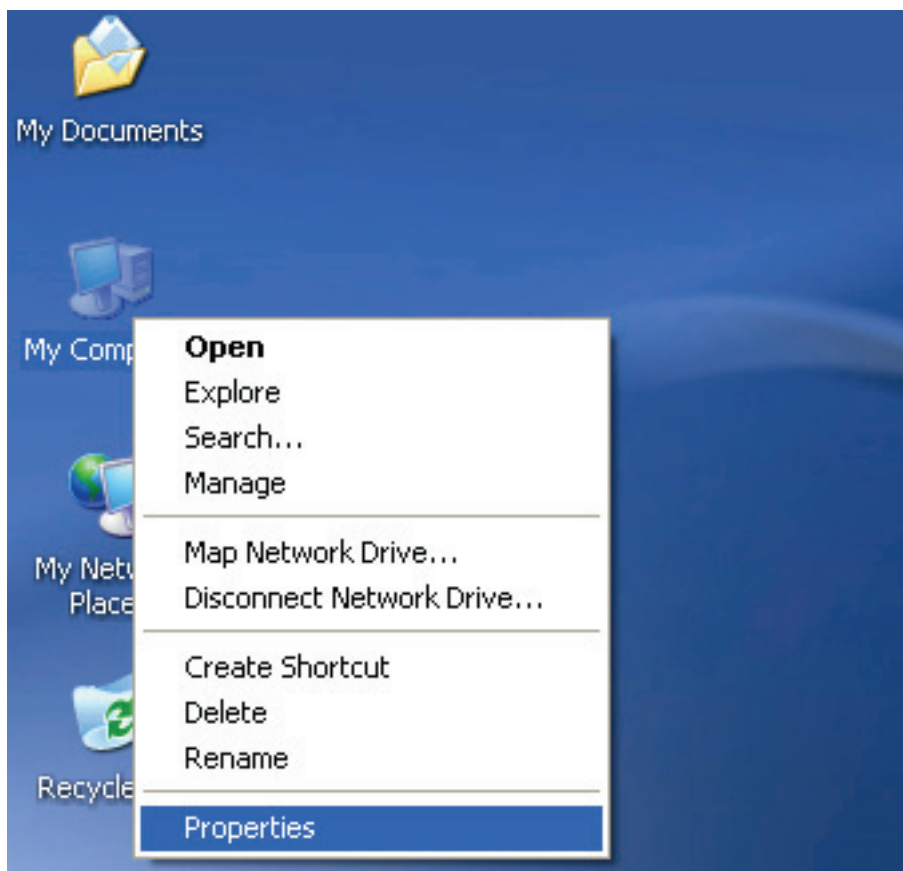 My Documents
My Comp
Open
Explore
Search...
Manage
Map Network Drive...
Disconnect Network Drive...
My Netw
Place
Create Shortcut
Delete
Rename
Recycle
Properties